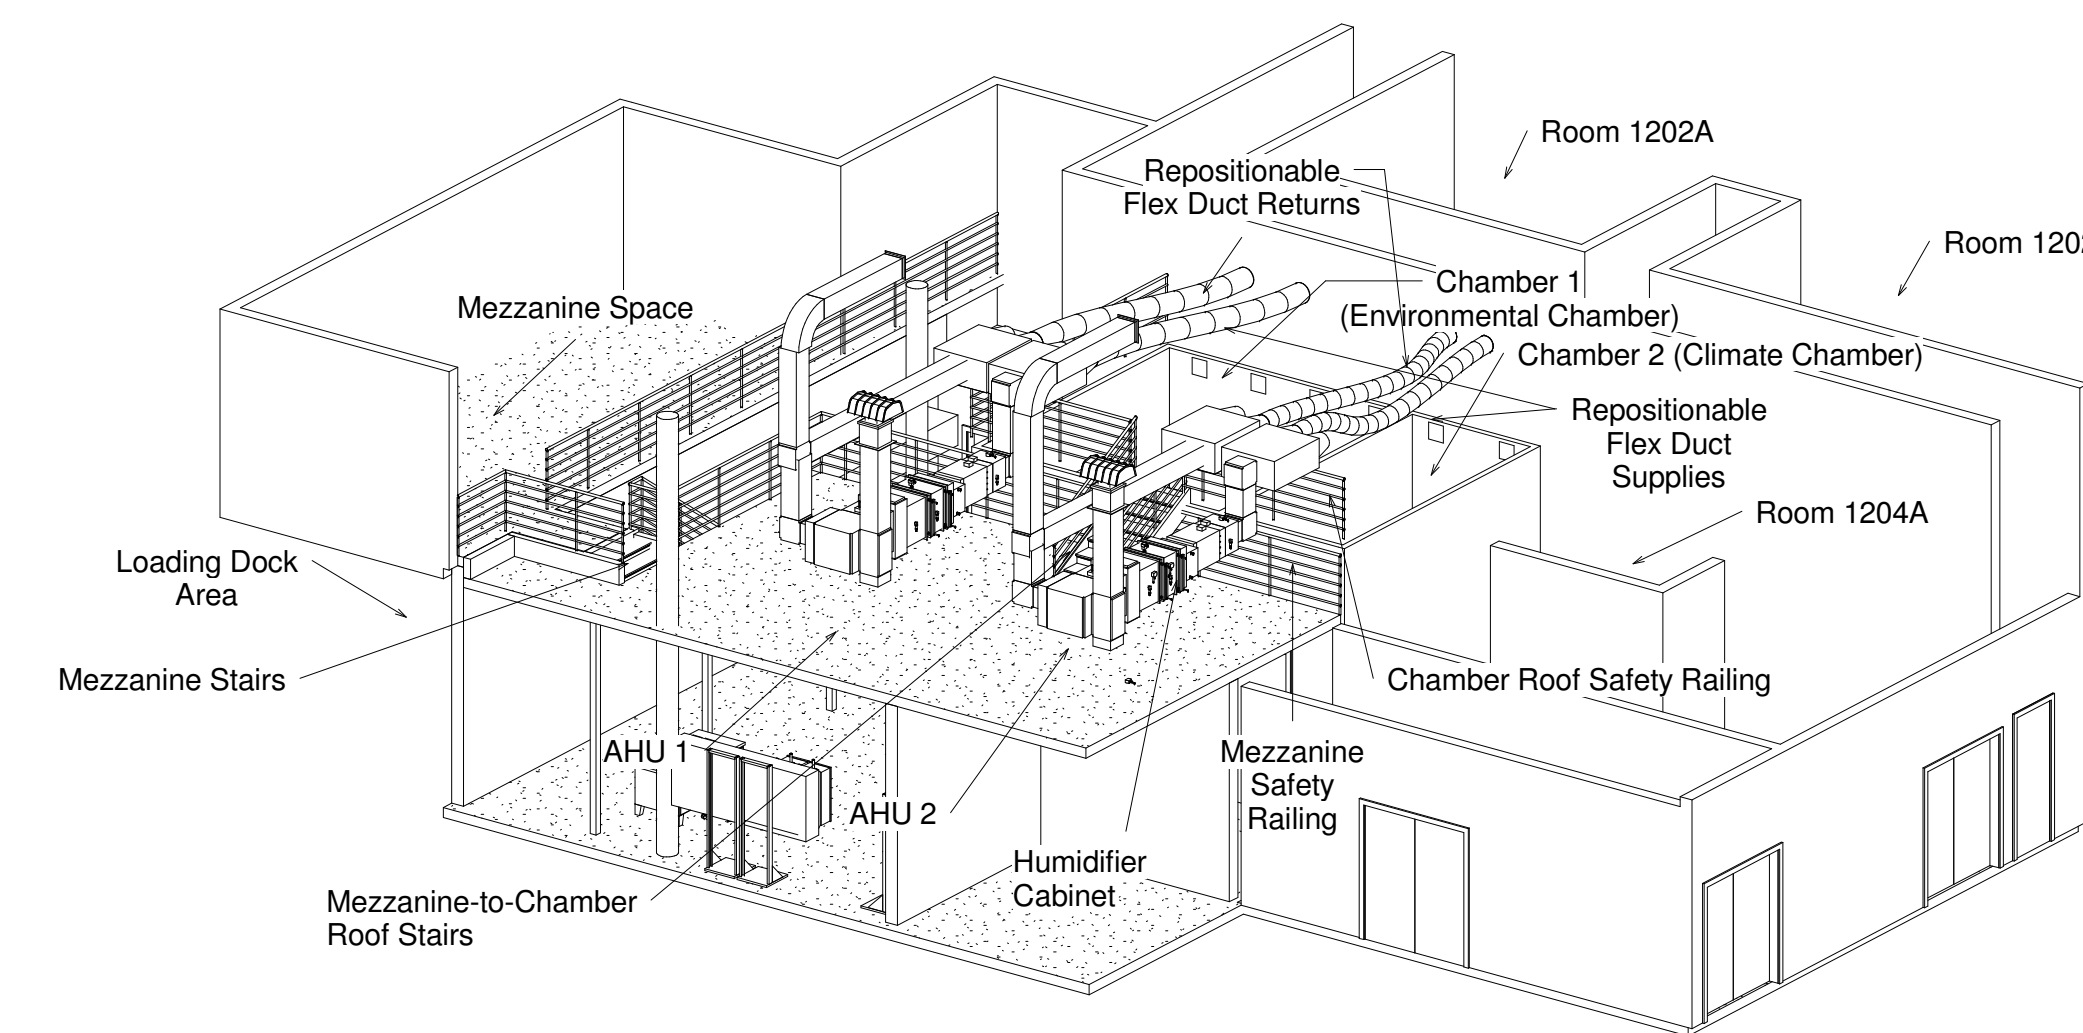 Room 1202A
Repositionable
Flex Duct Returns
Room 120
Chamber 1
(Environmental Chamber)
Mezzanine Space
Chamber 2 (Climate Chamber)
Repositionable
Flex Duct
Supplies
Room 1204A
Loading Dock
Area
Mezzanine Stairs
Chamber Roof Safety Railing
AHU 1
Mezzanine
Safety
Railing
AHU 2
Humidifier
Cabinet
Mezzanine-to-Chamber
Roof Stairs